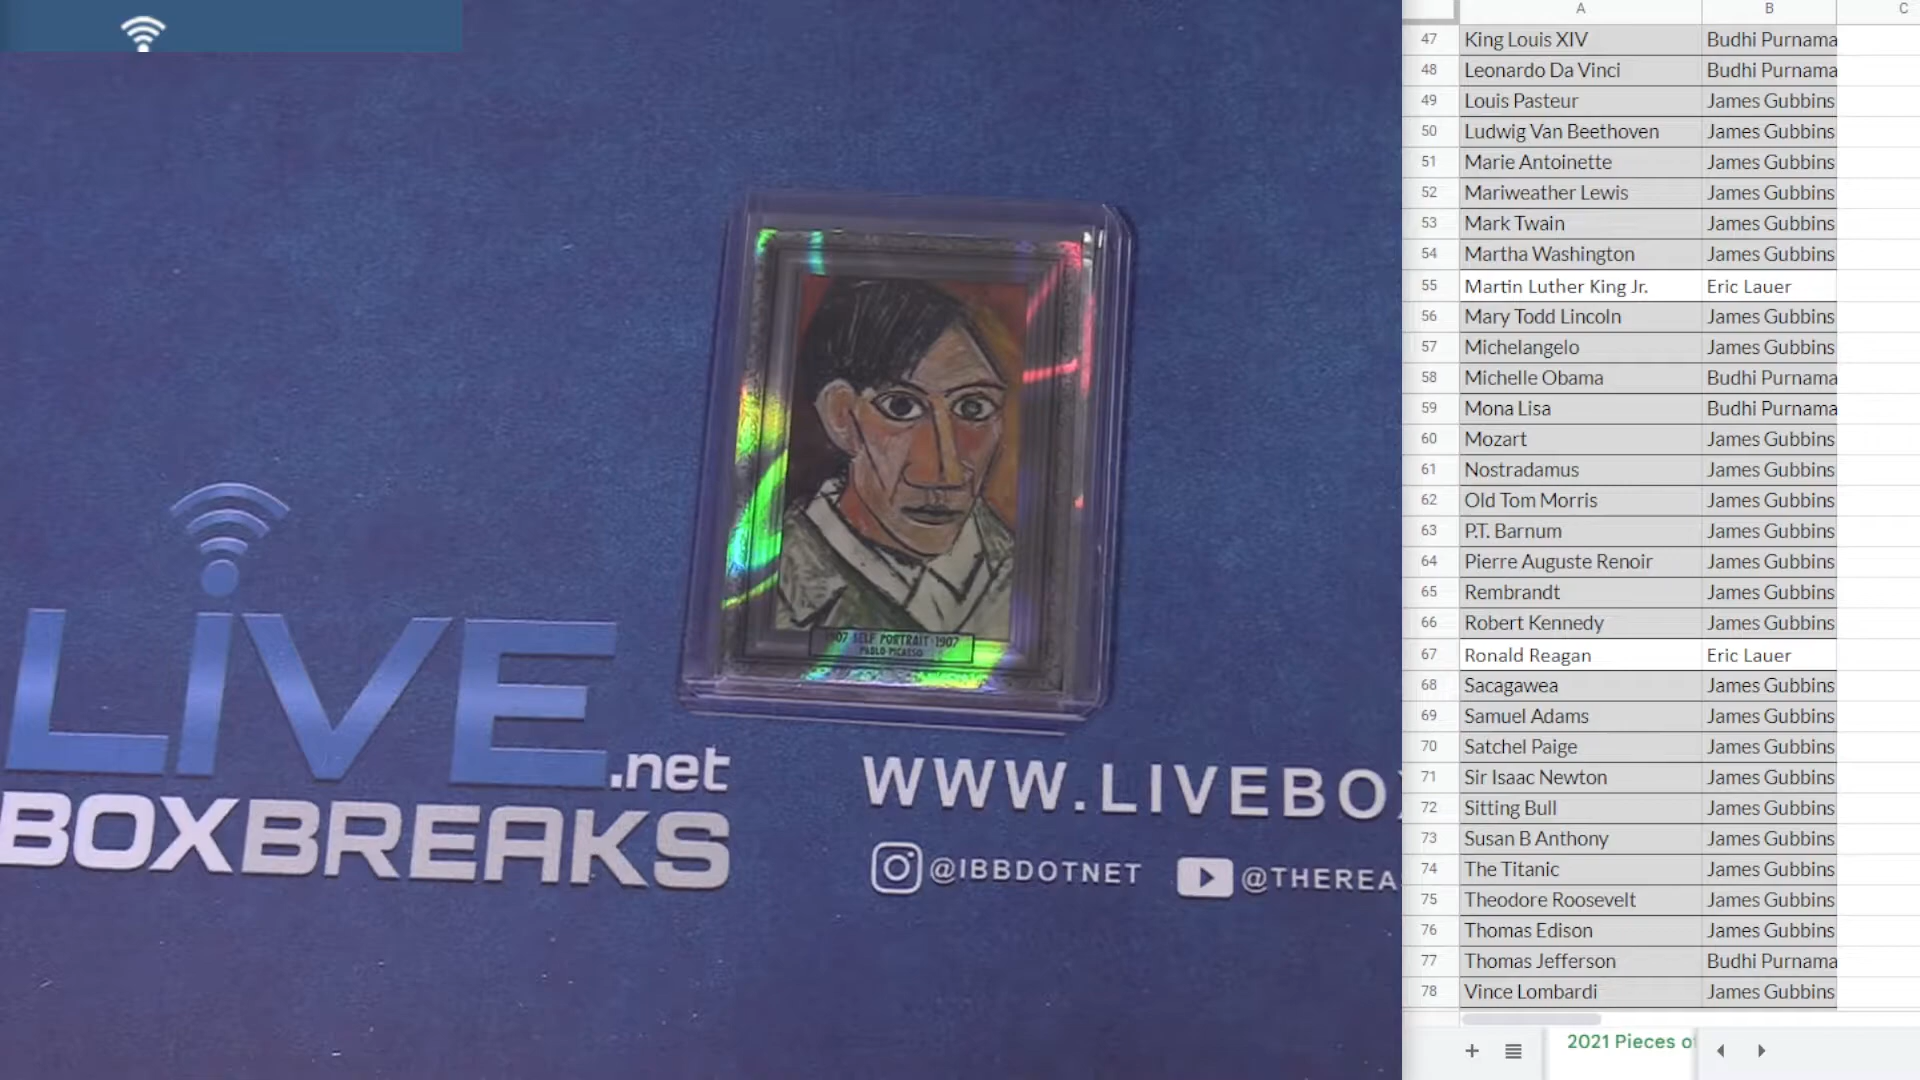 LiVE.net
BOXBREAKS
WWW.LIVEBO
@IBBDOTNET
@THEREA
1907 SELF PORTRAIT 1907
PABLO PICASSO
A B C
47 King Louis XIV Budhi Purnama
48 Leonardo Da Vinci Budhi Purnama
49 Louis Pasteur James Gubbins
50 Ludwig Van Beethoven James Gubbins
51 Marie Antoinette James Gubbins
52 Mariweather Lewis James Gubbins
53 Mark Twain James Gubbins
54 Martha Washington James Gubbins
55 Martin Luther King Jr. Eric Lauer
56 Mary Todd Lincoln James Gubbins
57 Michelangelo James Gubbins
58 Michelle Obama Budhi Purnama
59 Mona Lisa Budhi Purnama
60 Mozart James Gubbins
61 Nostradamus James Gubbins
62 Old Tom Morris James Gubbins
63 P.T. Barnum James Gubbins
64 Pierre Auguste Renoir James Gubbins
65 Rembrandt James Gubbins
66 Robert Kennedy James Gubbins
67 Ronald Reagan Eric Lauer
68 Sacagawea James Gubbins
69 Samuel Adams James Gubbins
70 Satchel Paige James Gubbins
71 Sir Isaac Newton James Gubbins
72 Sitting Bull James Gubbins
73 Susan B Anthony James Gubbins
74 The Titanic James Gubbins
75 Theodore Roosevelt James Gubbins
76 Thomas Edison James Gubbins
77 Thomas Jefferson Budhi Purnama
78 Vince Lombardi James Gubbins
2021 Pieces of